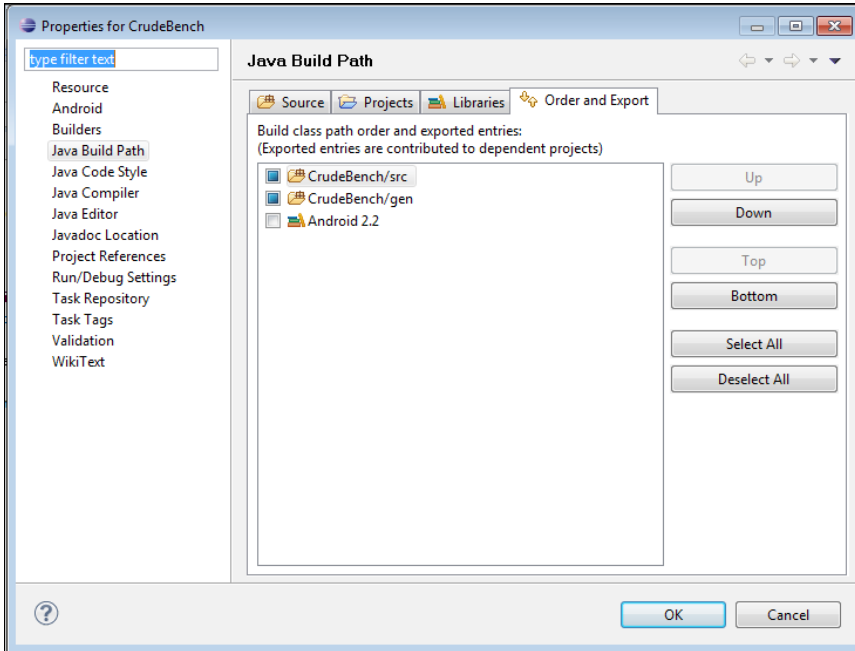 Properties for CrudeBench
type filter text
Resource
Android
Builders
Java Build Path
Java Code Style
Java Compiler
Java Editor
Javadoc Location
Project References
Run/Debug Settings
Task Repository
Task Tags
Validation
WikiText
Java Build Path
Source Projects Libraries Order and Export
Build class path order and exported entries:
(Exported entries are contributed to dependent projects)
CrudeBench/src
CrudeBench/gen
Android 2.2
Up
Down
Top
Bottom
Select All
Deselect All
OK Cancel